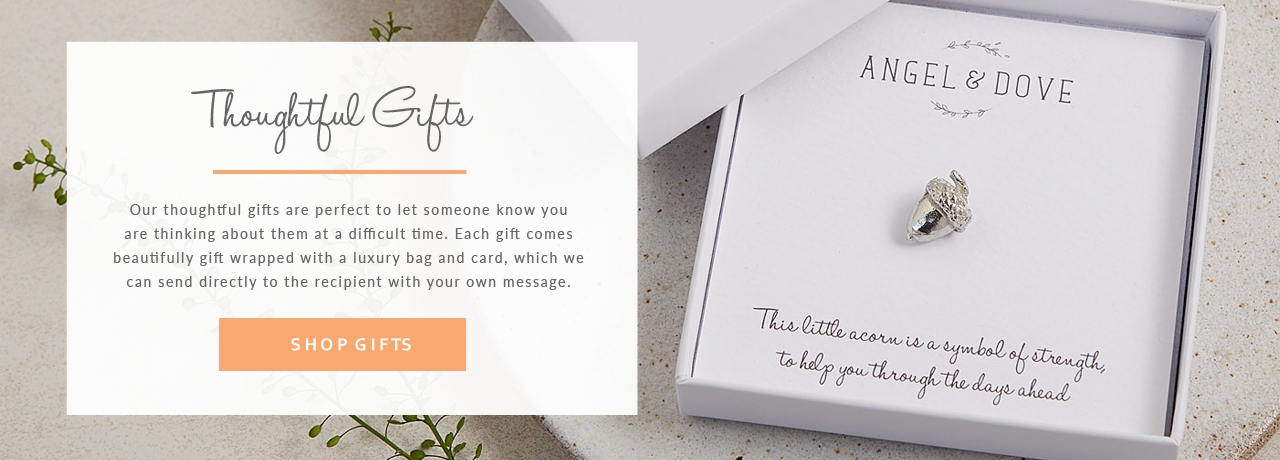 Thoughtful Gifts
Our thoughtful gifts are perfect to let someone know you
are thinking about them at a difficult time. Each gift comes
beautifully gift wrapped with a luxury bag and card, which we
can send directly to the recipient with your own message.
SHOP GIFTS
ANGEL & DOVE
This little acorn is a symbol of strength,
to help you through the days ahead